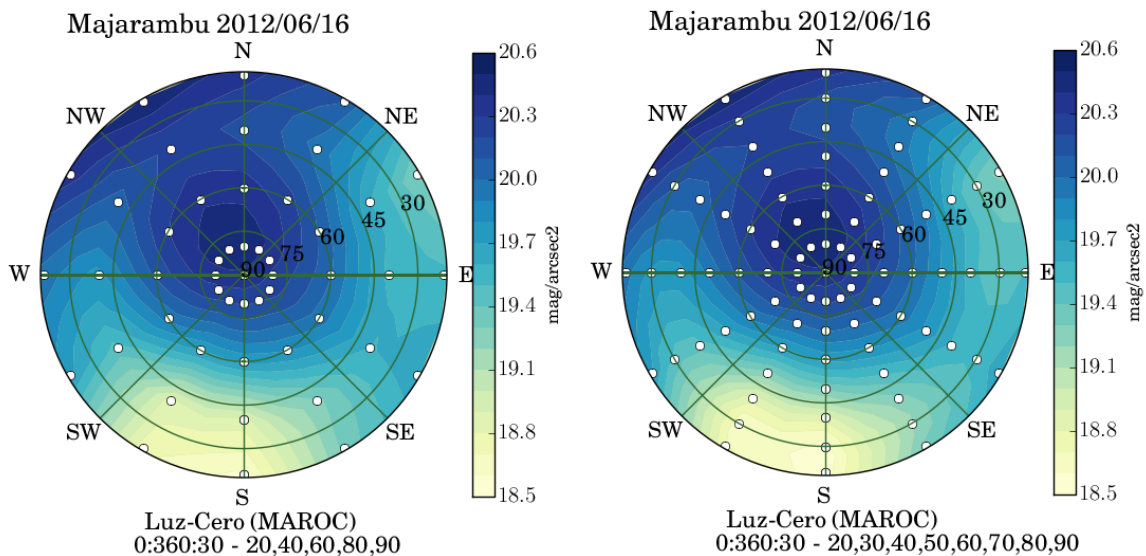 Majarambu 2012/06/16
N
NW
NE
W
E
SW
SE
S
30
45
60
75
90
20.6
20.3
20.0
19.7
19.4
19.1
18.8
18.5
mag/arcsec2
Luz-Cero (MAROC)
0:360:30 - 20,40,60,80,90
Majarambu 2012/06/16
N
NW
NE
W
E
SW
SE
S
30
45
60
75
90
20.6
20.3
20.0
19.7
19.4
19.1
18.8
18.5
mag/arcsec2
Luz-Cero (MAROC)
0:360:30 - 20,30,40,50,60,70,80,90